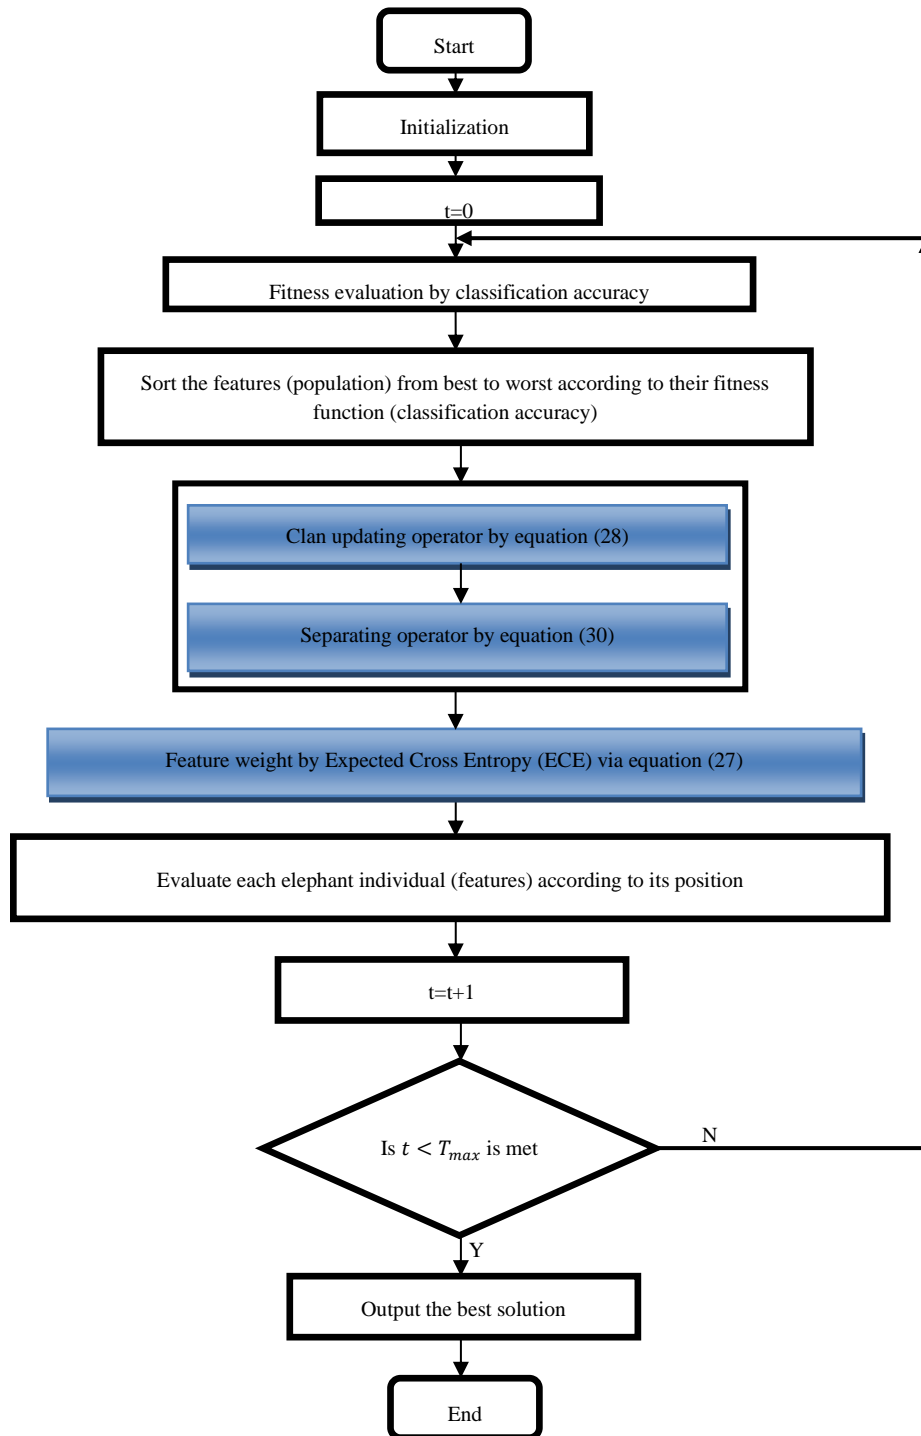 Start
Initialization
t=0
Fitness evaluation by classification accuracy
Sort the features (population) from best to worst according to their fitness
function (classification accuracy)
Clan updating operator by equation (28)
Separating operator by equation (30)
Feature weight by Expected Cross Entropy (ECE) via equation (27)
Evaluate each elephant individual (features) according to its position
t=t+1
Is 𝑡 < 𝑇𝑚𝑎𝑥 is met
N
Y
Output the best solution
End